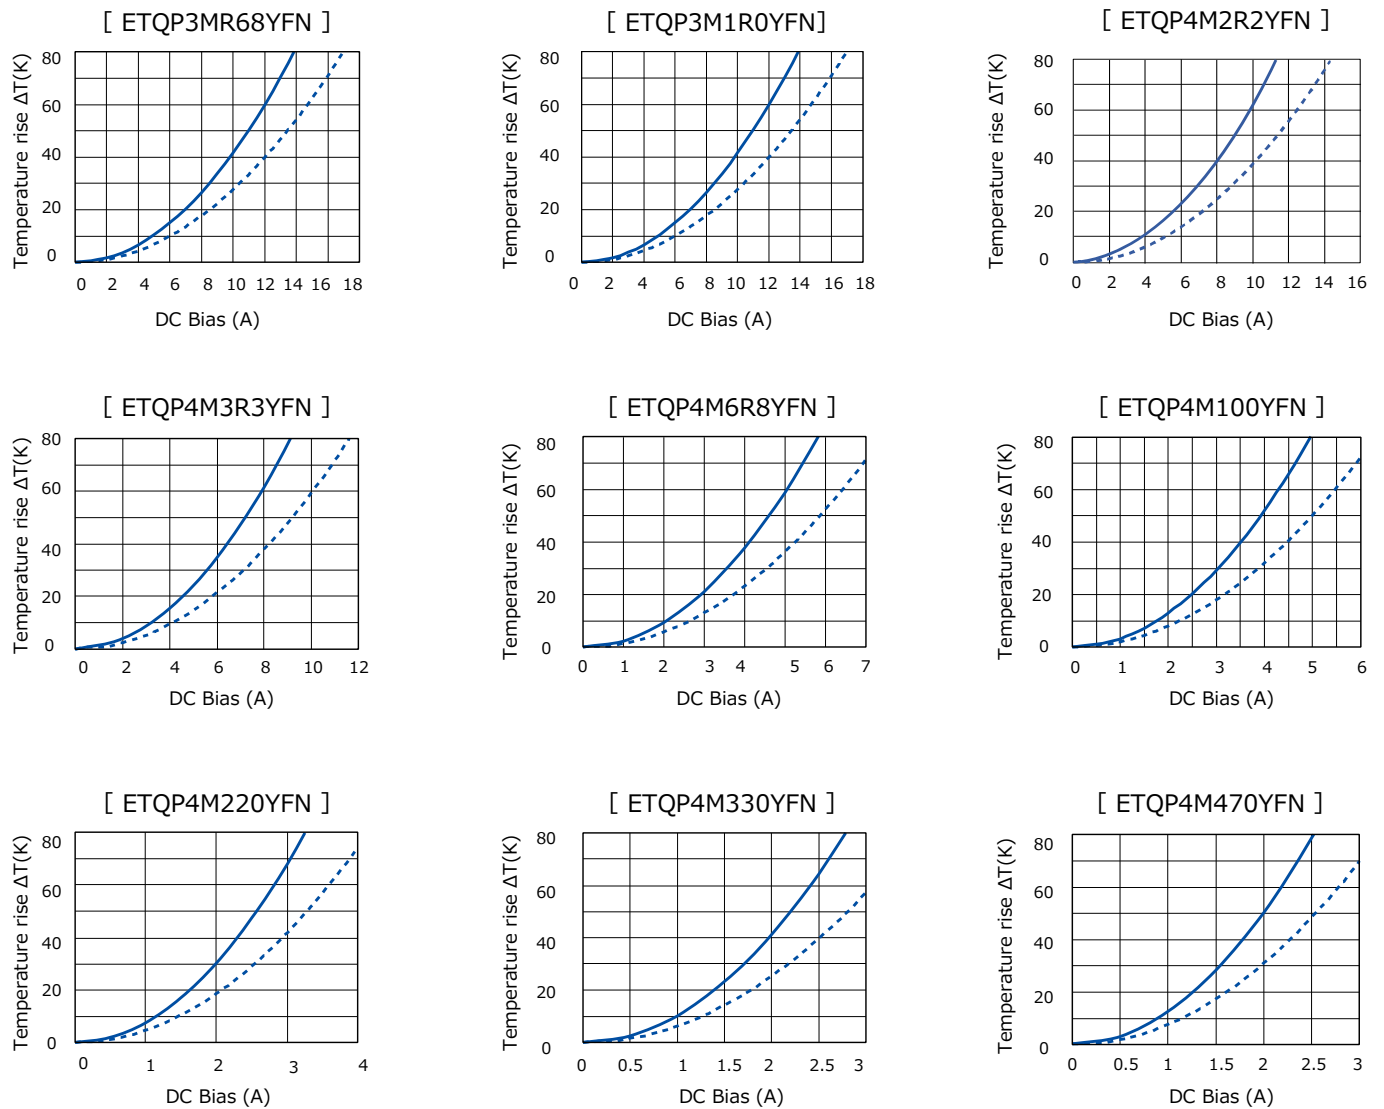 [ ETQP3MR68YFN ]
Temperature rise ΔT(K)
80
60
40
20
0
0 2 4 6 8 10 12 14 16 18
DC Bias (A)
[ ETQP3M1R0YFN]
Temperature rise ΔT(K)
80
60
40
20
0
0 2 4 6 8 10 12 14 16 18
DC Bias (A)
[ ETQP4M2R2YFN ]
Temperature rise ΔT(K)
80
60
40
20
0
0 2 4 6 8 10 12 14 16
DC Bias (A)
[ ETQP4M3R3YFN ]
Temperature rise ΔT(K)
80
60
40
20
0
0 2 4 6 8 10 12
DC Bias (A)
[ ETQP4M6R8YFN ]
Temperature rise ΔT(K)
80
60
40
20
0
0 1 2 3 4 5 6 7
DC Bias (A)
[ ETQP4M100YFN ]
Temperature rise ΔT(K)
80
60
40
20
0
0 1 2 3 4 5 6
DC Bias (A)
[ ETQP4M220YFN ]
Temperature rise ΔT(K)
80
60
40
20
0
0 1 2 3 4
DC Bias (A)
[ ETQP4M330YFN ]
Temperature rise ΔT(K)
80
60
40
20
0
0 0.5 1 1.5 2 2.5 3
DC Bias (A)
[ ETQP4M470YFN ]
Temperature rise ΔT(K)
80
60
40
20
0
0 0.5 1 1.5 2 2.5 3
DC Bias (A)